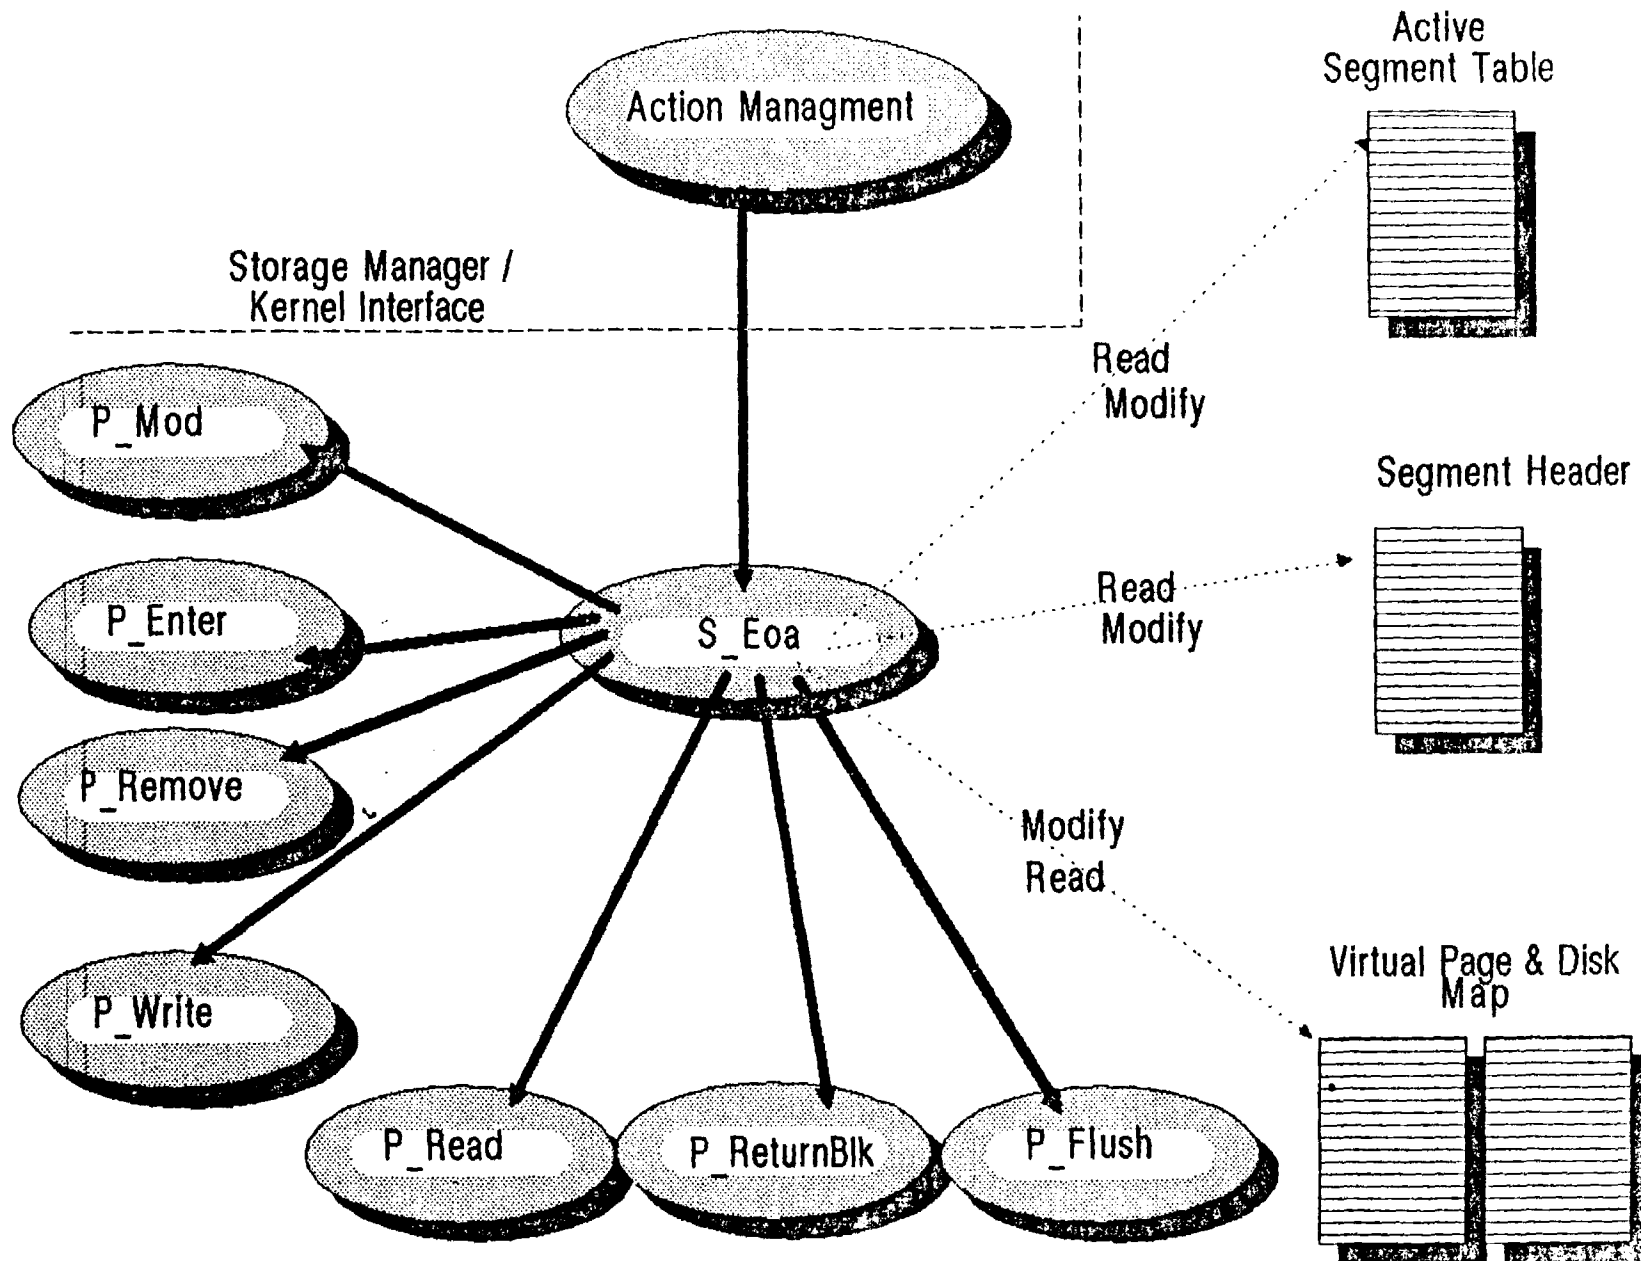 Active
Segment Table
Action Managment
Storage Manager /
Kernel Interface
Read
Modify
P_Mod
Segment Header
P_Enter
S_Eoa
Read
Modify
P_Remove
Modify
Read
Virtual Page & Disk
Map
P_Write
P_Read
P_ReturnBlk
P_Flush